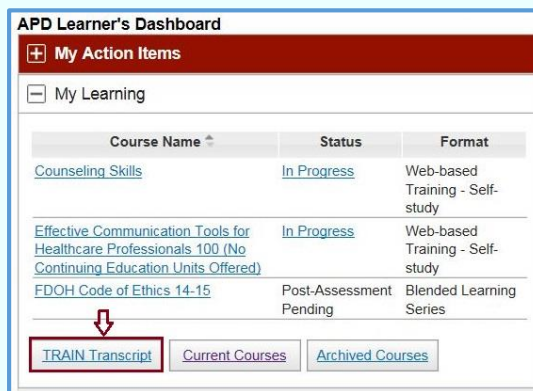 APD Learner's Dashboard
My Action Items
My Learning
Course Name Status Format
Counseling Skills In Progress Web-based
Training - Self-
study
Effective Communication Tools for In Progress Web-based
Healthcare Professionals 100 (No Training - Self-
Continuing Education Units Offered) study
FDOH Code of Ethics 14-15 Post-Assessment Blended Learning
Pending Series
TRAIN Transcript Current Courses Archived Courses